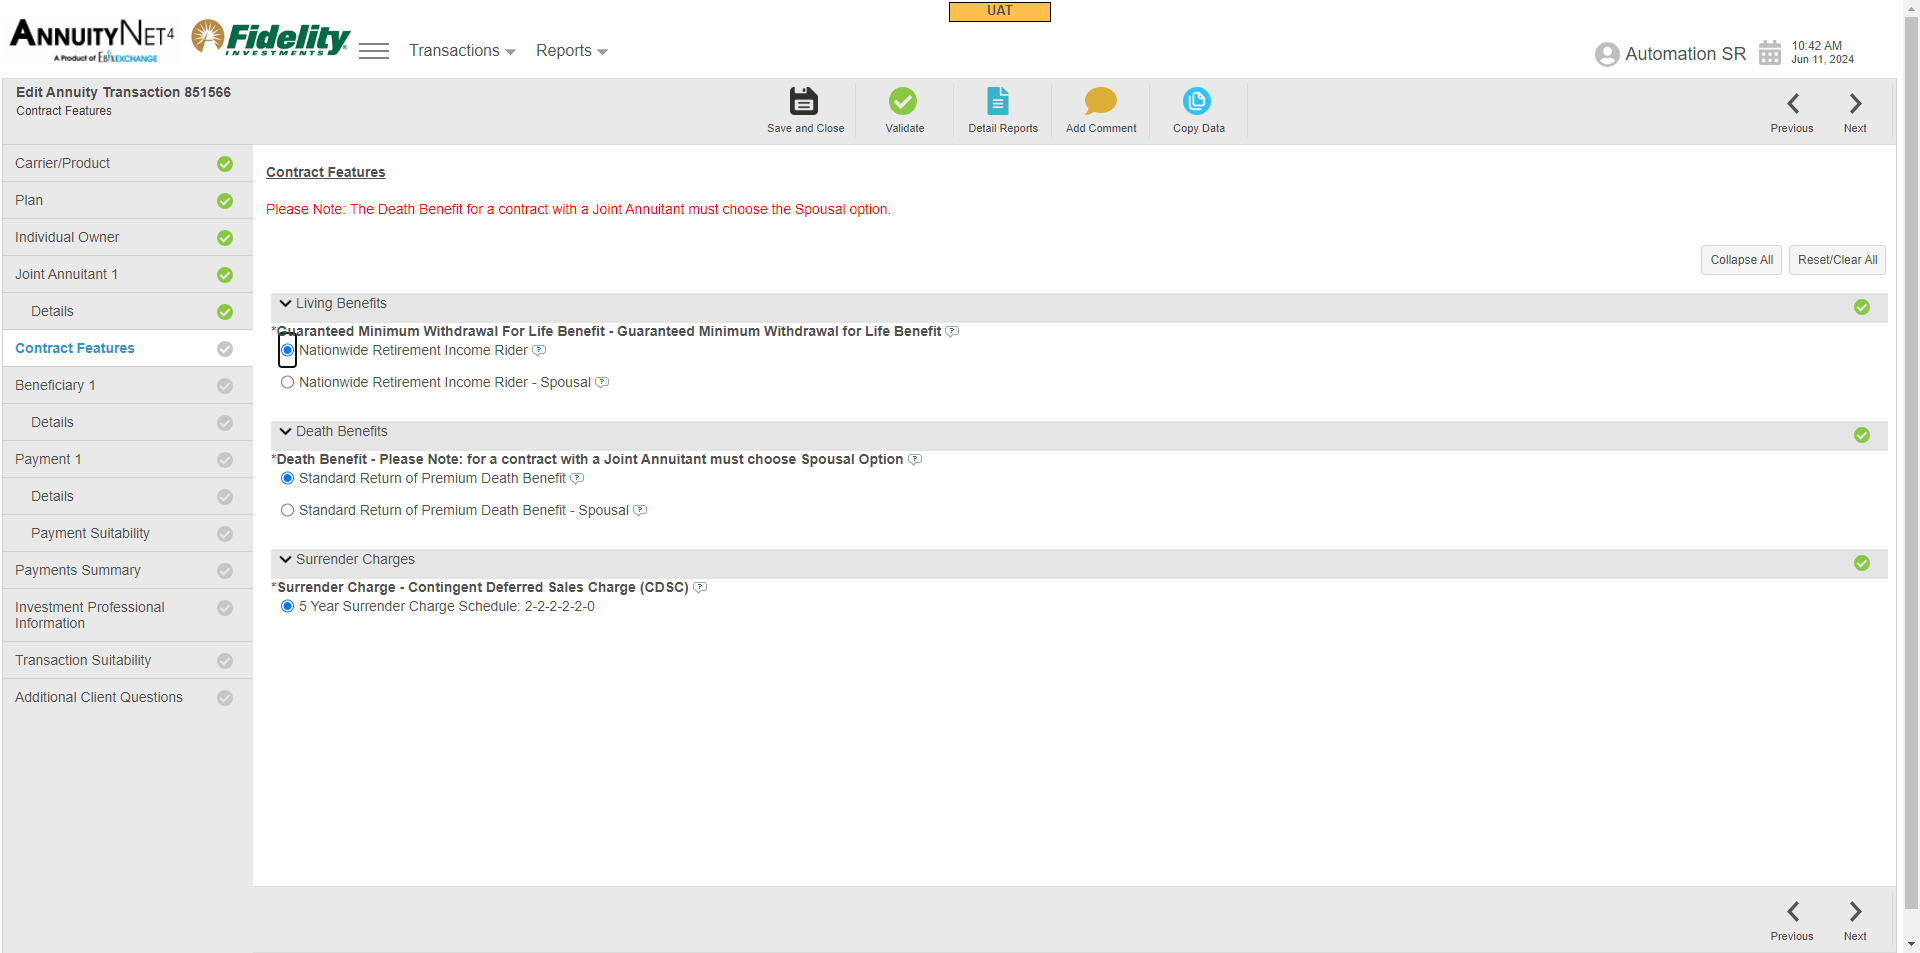 UAT
ANNUITYNET4
A Product of EbixEXCHANGE
Fidelity
INVESTMENTS
Transactions
Reports
Automation SR
10:42 AM
Jun 11, 2024
Edit Annuity Transaction 851566
Contract Features
Save and Close
Validate
Detail Reports
Add Comment
Copy Data
Previous
Next
Carrier/Product
Plan
Individual Owner
Joint Annuitant 1
Details
Contract Features
Beneficiary 1
Details
Payment 1
Details
Payment Suitability
Payments Summary
Investment Professional
Information
Transaction Suitability
Additional Client Questions
Contract Features
Please Note: The Death Benefit for a contract with a Joint Annuitant must choose the Spousal option.
Collapse All
Reset/Clear All
Living Benefits
*Guaranteed Minimum Withdrawal For Life Benefit - Guaranteed Minimum Withdrawal for Life Benefit
Nationwide Retirement Income Rider
Nationwide Retirement Income Rider - Spousal
Death Benefits
*Death Benefit - Please Note: for a contract with a Joint Annuitant must choose Spousal Option
Standard Return of Premium Death Benefit
Standard Return of Premium Death Benefit - Spousal
Surrender Charges
*Surrender Charge - Contingent Deferred Sales Charge (CDSC)
5 Year Surrender Charge Schedule: 2-2-2-2-2-0
Previous
Next